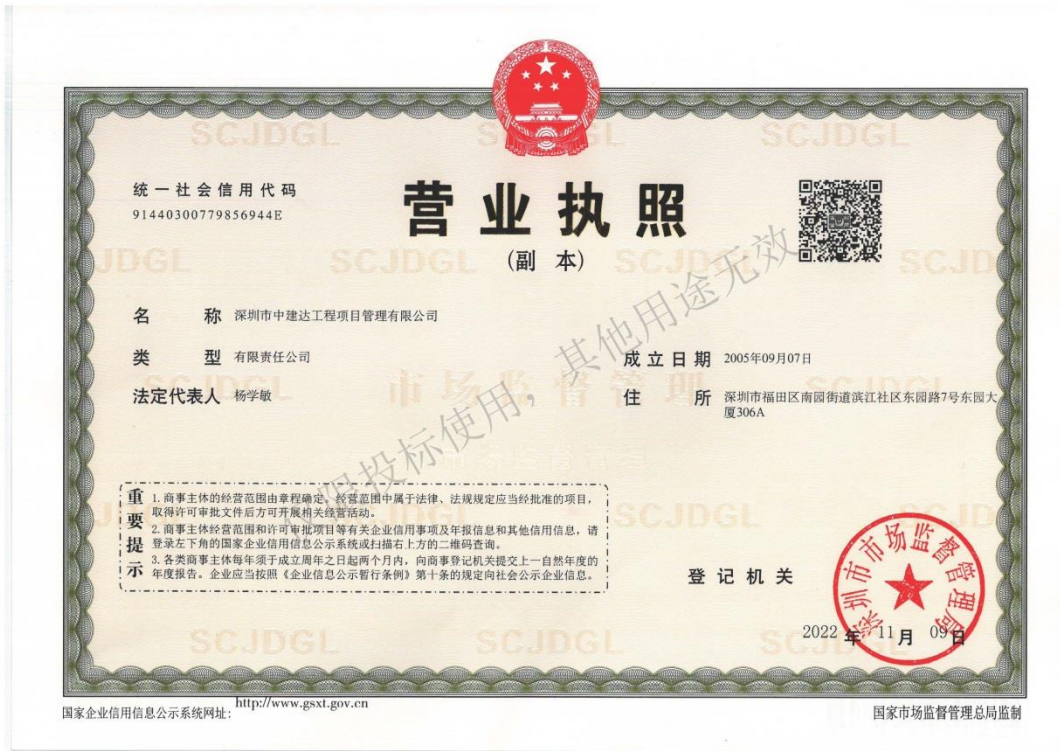 统一社会信用代码
91440300779856944E
营业执照
(副 本)
名 称 深圳市中建达工程项目管理有限公司
类 型 有限责任公司
成立日期 2005年09月07日
法定代表人 杨学敏
住 所 深圳市福田区南园街道滨江社区东园路7号东园大
厦306A
仅限投标使用,其他用途无效
重要提示
1. 商事主体的经营范围由章程确定。经营范围中属于法律、法规规定应当经批准的项目,
取得许可审批文件后方可开展相关经营活动。
2. 商事主体经营范围和许可审批项目等有关企业信用事项及年报信息和其他信用信息,请
登录左下角的国家企业信用信息公示系统或扫描右上方的二维码查询。
3. 各类商事主体每年须于成立周年之日起两个月内,向商事登记机关提交上一自然年度的
年度报告。企业应当按照《企业信息公示暂行条例》第十条的规定向社会公示企业信息。
登记机关
深圳市市场监督管理局
2022 年 11 月 09 日
国家企业信用信息公示系统网址: http://www.gsxt.gov.cn
国家市场监督管理总局监制
SCJDGL
市场监督管理